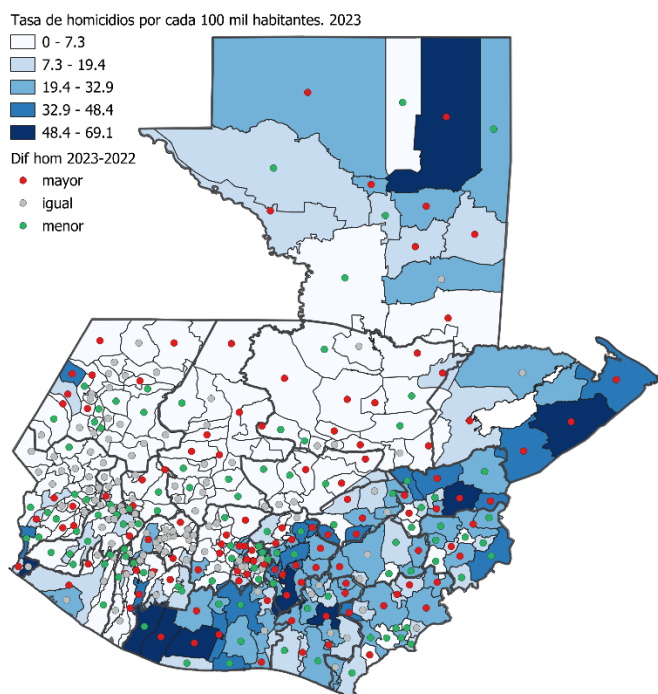 Tasa de homicidios por cada 100 mil habitantes. 2023
0 - 7.3
7.3 - 19.4
19.4 - 32.9
32.9 - 48.4
48.4 - 69.1
Dif hom 2023-2022
mayor
igual
menor